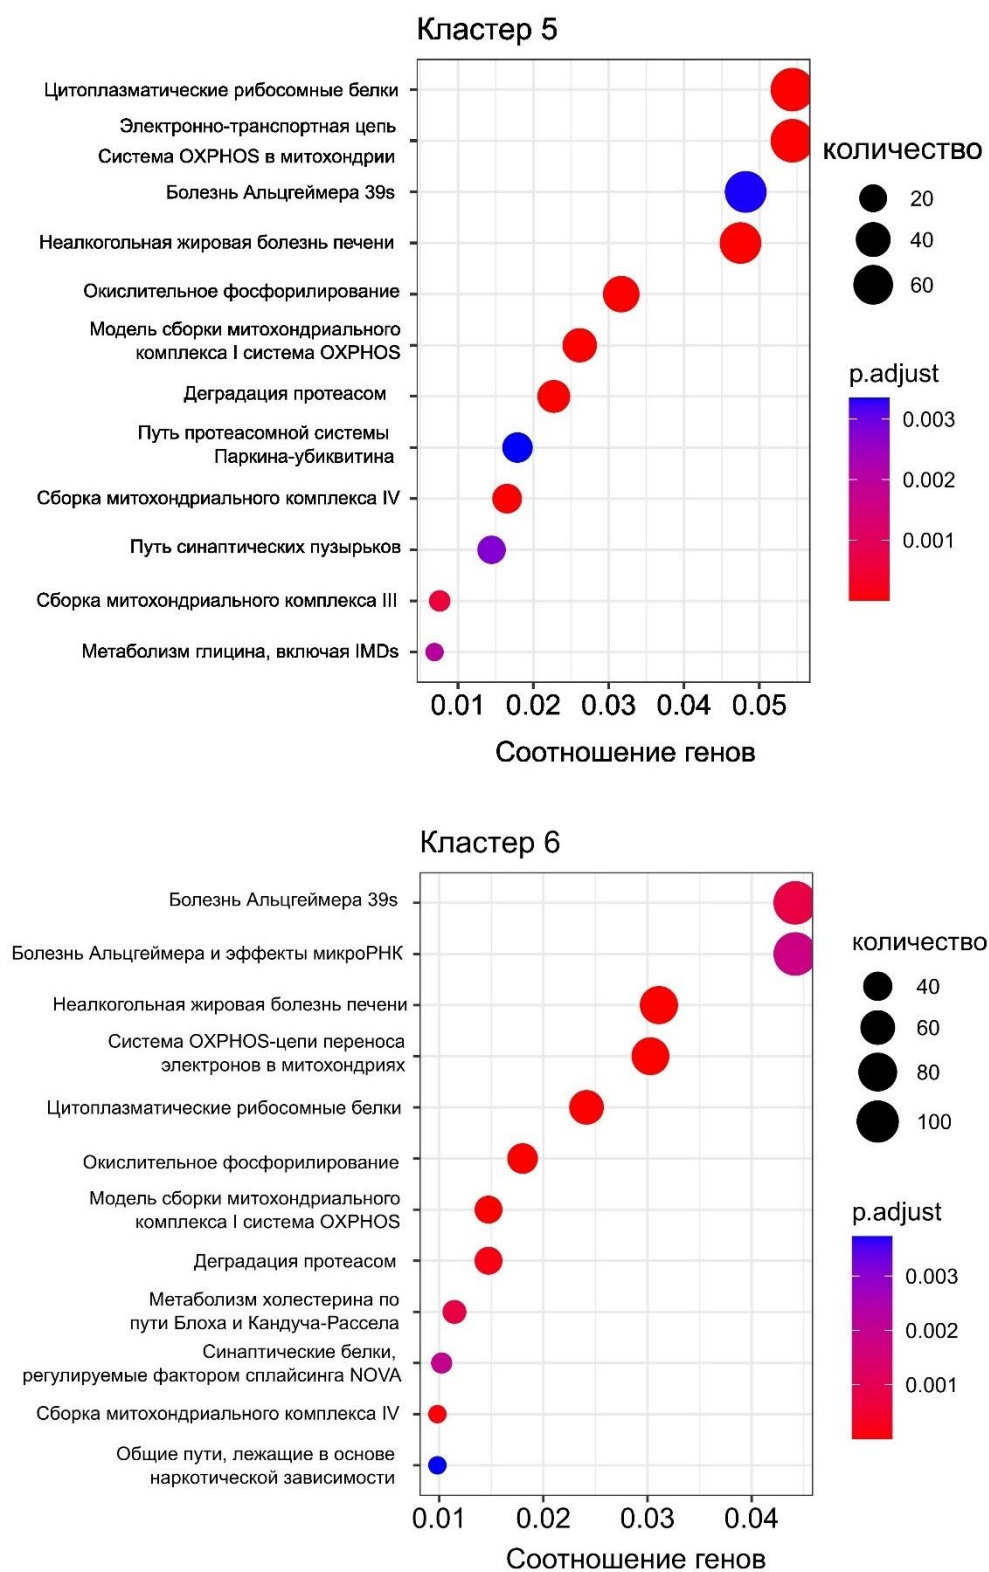 Кластер 5
Цитоплазматические рибосомные белки
Электронно-транспортная цепь
Система OXPHOS в митохондрии
Болезнь Альцгеймера 39s
Неалкогольная жировая болезнь печени
Окислительное фосфорилирование
Модель сборки митохондриального
комплекса I система OXPHOS
Деградация протеасом
Путь протеасомной системы
Паркина-убиквитина
Сборка митохондриального комплекса IV
Путь синаптических пузырьков
Сборка митохондриального комплекса III
Метаболизм глицина, включая IMDs
0.01 0.02 0.03 0.04 0.05
Соотношение генов
количество
20
40
60
p.adjust
0.003
0.002
0.001
Кластер 6
Болезнь Альцгеймера 39s
Болезнь Альцгеймера и эффекты микроРНК
Неалкогольная жировая болезнь печени
Система OXPHOS-цепи переноса
электронов в митохондриях
Цитоплазматические рибосомные белки
Окислительное фосфорилирование
Модель сборки митохондриального
комплекса I система OXPHOS
Деградация протеасом
Метаболизм холестерина по
пути Блоха и Кандуча-Рассела
Синаптические белки,
регулируемые фактором сплайсинга NOVA
Сборка митохондриального комплекса IV
Общие пути, лежащие в основе
наркотической зависимости
0.01 0.02 0.03 0.04
Соотношение генов
количество
40
60
80
100
p.adjust
0.003
0.002
0.001